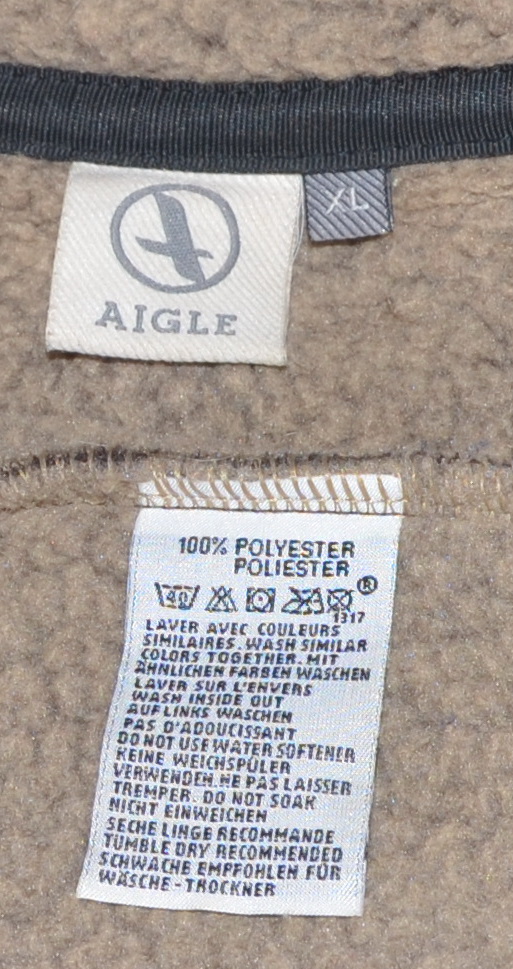 XL
AIGLE
100% POLYESTER
POLIESTER
40 ®
1317
LAVER AVEC COULEURS
SIMILAIRES. WASH SIMILAR
COLORS TOGETHER. MIT
ÄHNLICHEN FARBEN WASCHEN
LAVER SUR L'ENVERS
WASH INSIDE OUT
AUF LINKS WASCHEN
PAS D'ADOUCISSANT
DO NOT USE WATER SOFTENER
KEINE WEICHSPÜLER
VERWENDEN. NE PAS LAISSER
TREMPER. DO NOT SOAK
NICHT EINWEICHEN
SECHE LINGE RECOMMANDE
TUMBLE DRY RECOMMENDED
SCHWACHE EMPFOHLEN FÜR
WÄSCHE-TROCKNER